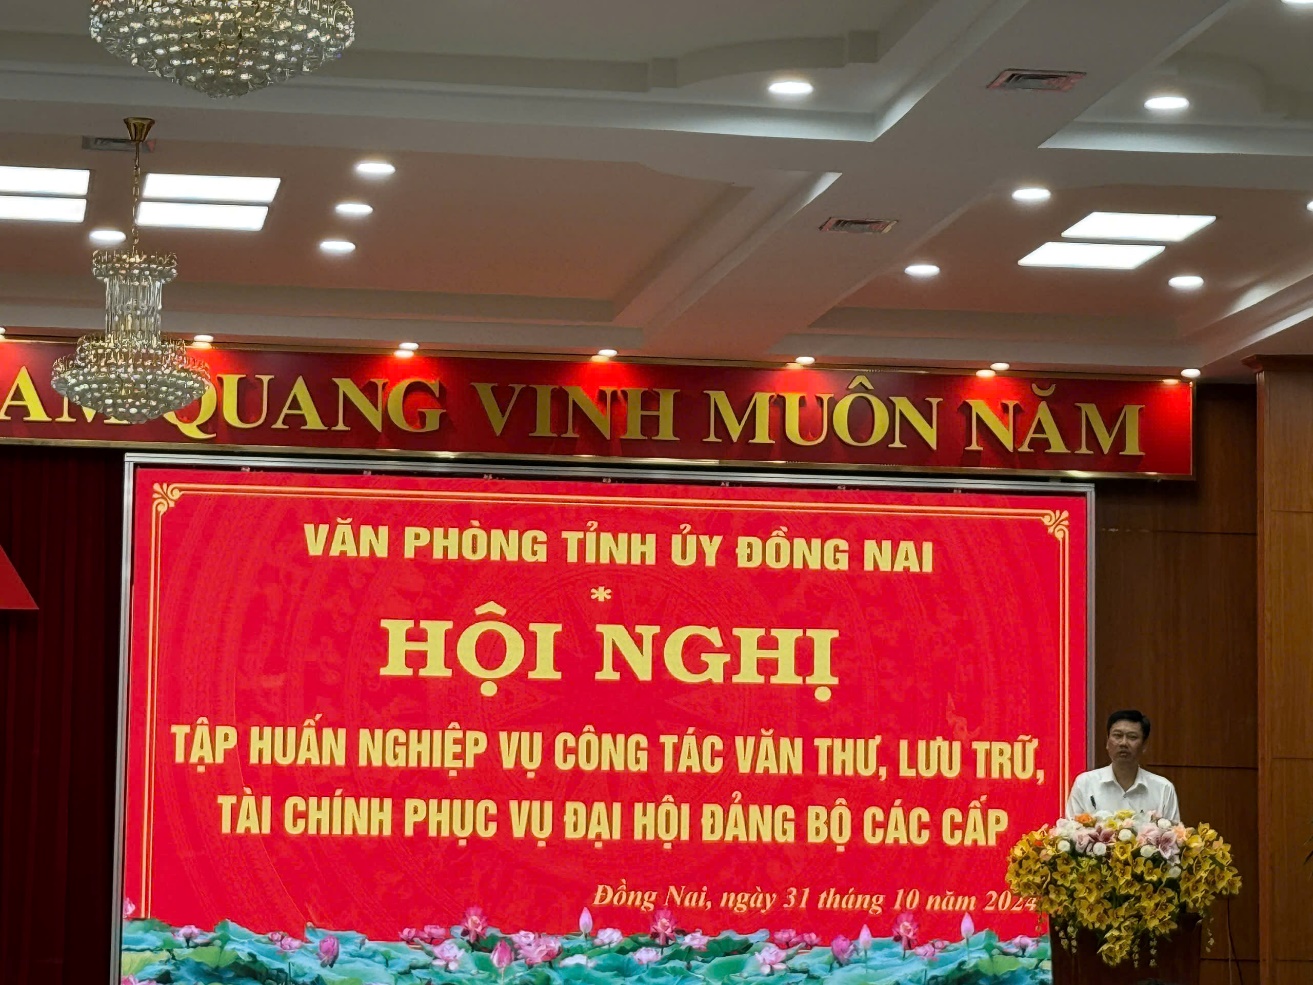 AM QUANG VINH MUÔN NĂM
VĂN PHÒNG TỈNH ỦY ĐỒNG NAI
*
HỘI NGHỊ
TẬP HUẤN NGHIỆP VỤ CÔNG TÁC VĂN THƯ, LƯU TRỮ,
TÀI CHÍNH PHỤC VỤ ĐẠI HỘI ĐẢNG BỘ CÁC CẤP
Đồng Nai, ngày 31 tháng 10 năm 2024